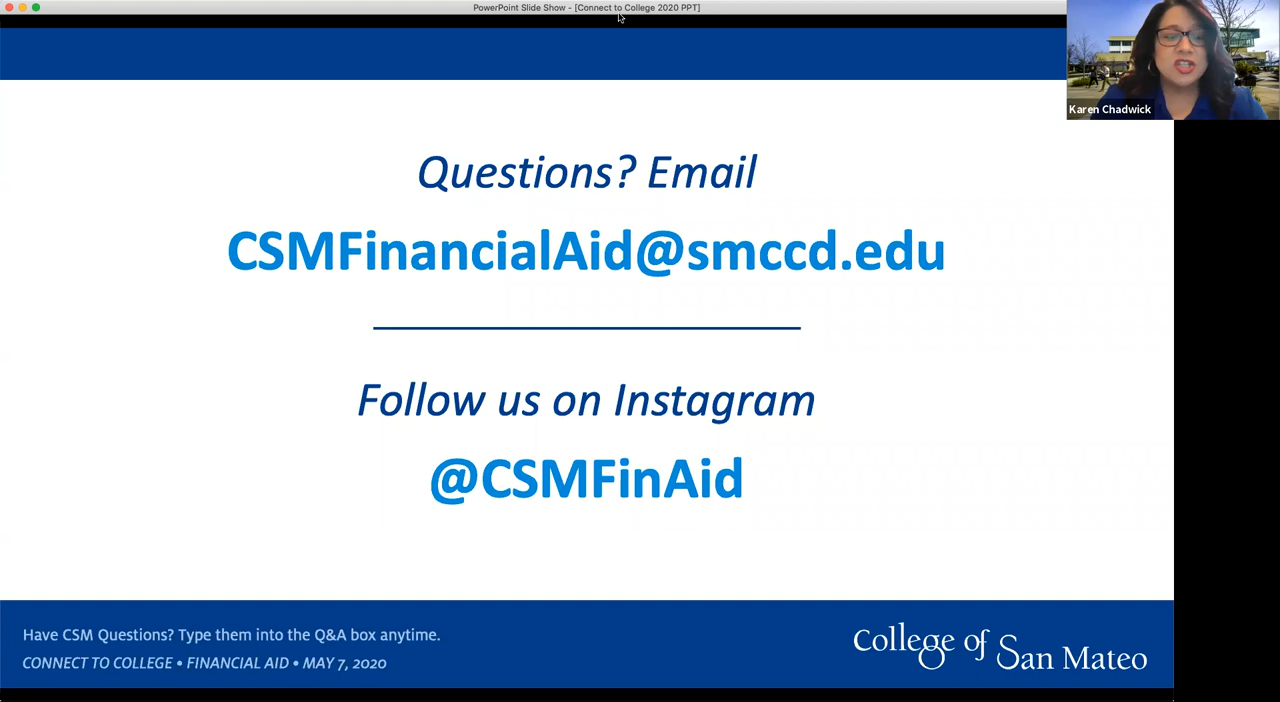 PowerPoint Slide Show - [Connect to College 2020 PPT]
Karen Chadwick
Questions? Email
CSMFinancialAid@smccd.edu
Follow us on Instagram
@CSMFinAid
Have CSM Questions? Type them into the Q&A box anytime.
CONNECT TO COLLEGE • FINANCIAL AID • MAY 7, 2020
College of
San Mateo